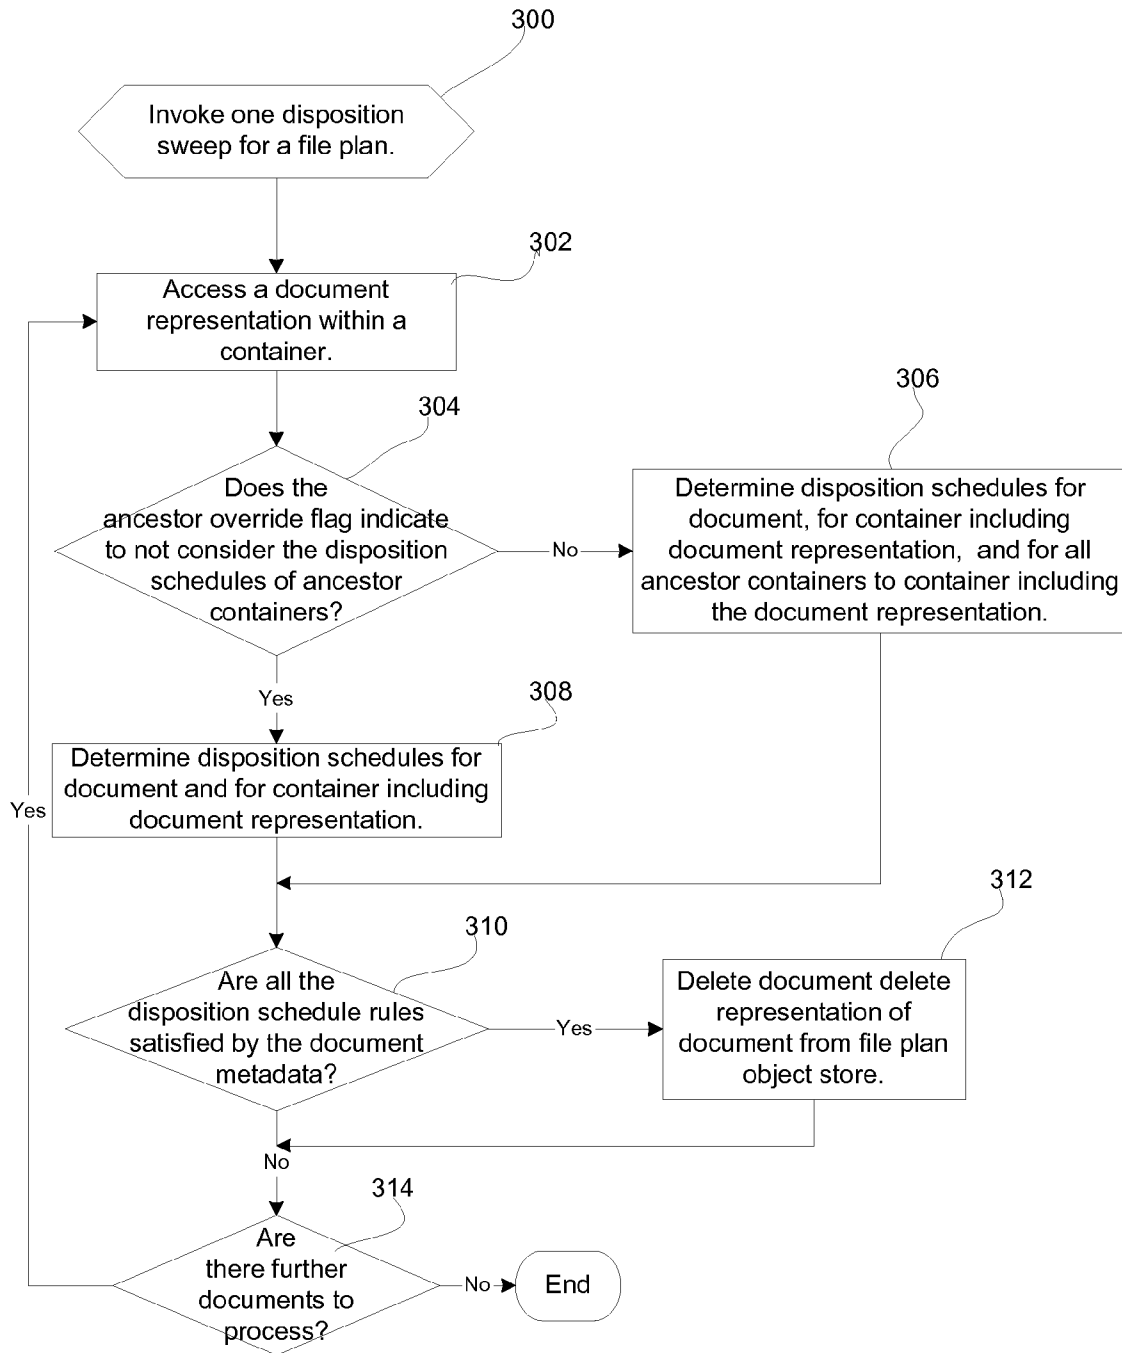 300
Invoke one disposition
sweep for a file plan.
302
Access a document
representation within a
container.
304
Does the
ancestor override flag indicate
to not consider the disposition
schedules of ancestor
containers?
No
306
Determine disposition schedules for
document, for container including
document representation, and for all
ancestor containers to container including
the document representation.
Yes
308
Determine disposition schedules for
document and for container including
document representation.
Yes
310
Are all the
disposition schedule rules
satisfied by the document
metadata?
Yes
312
Delete document delete
representation of
document from file plan
object store.
No
314
Are
there further
documents to
process?
No
End